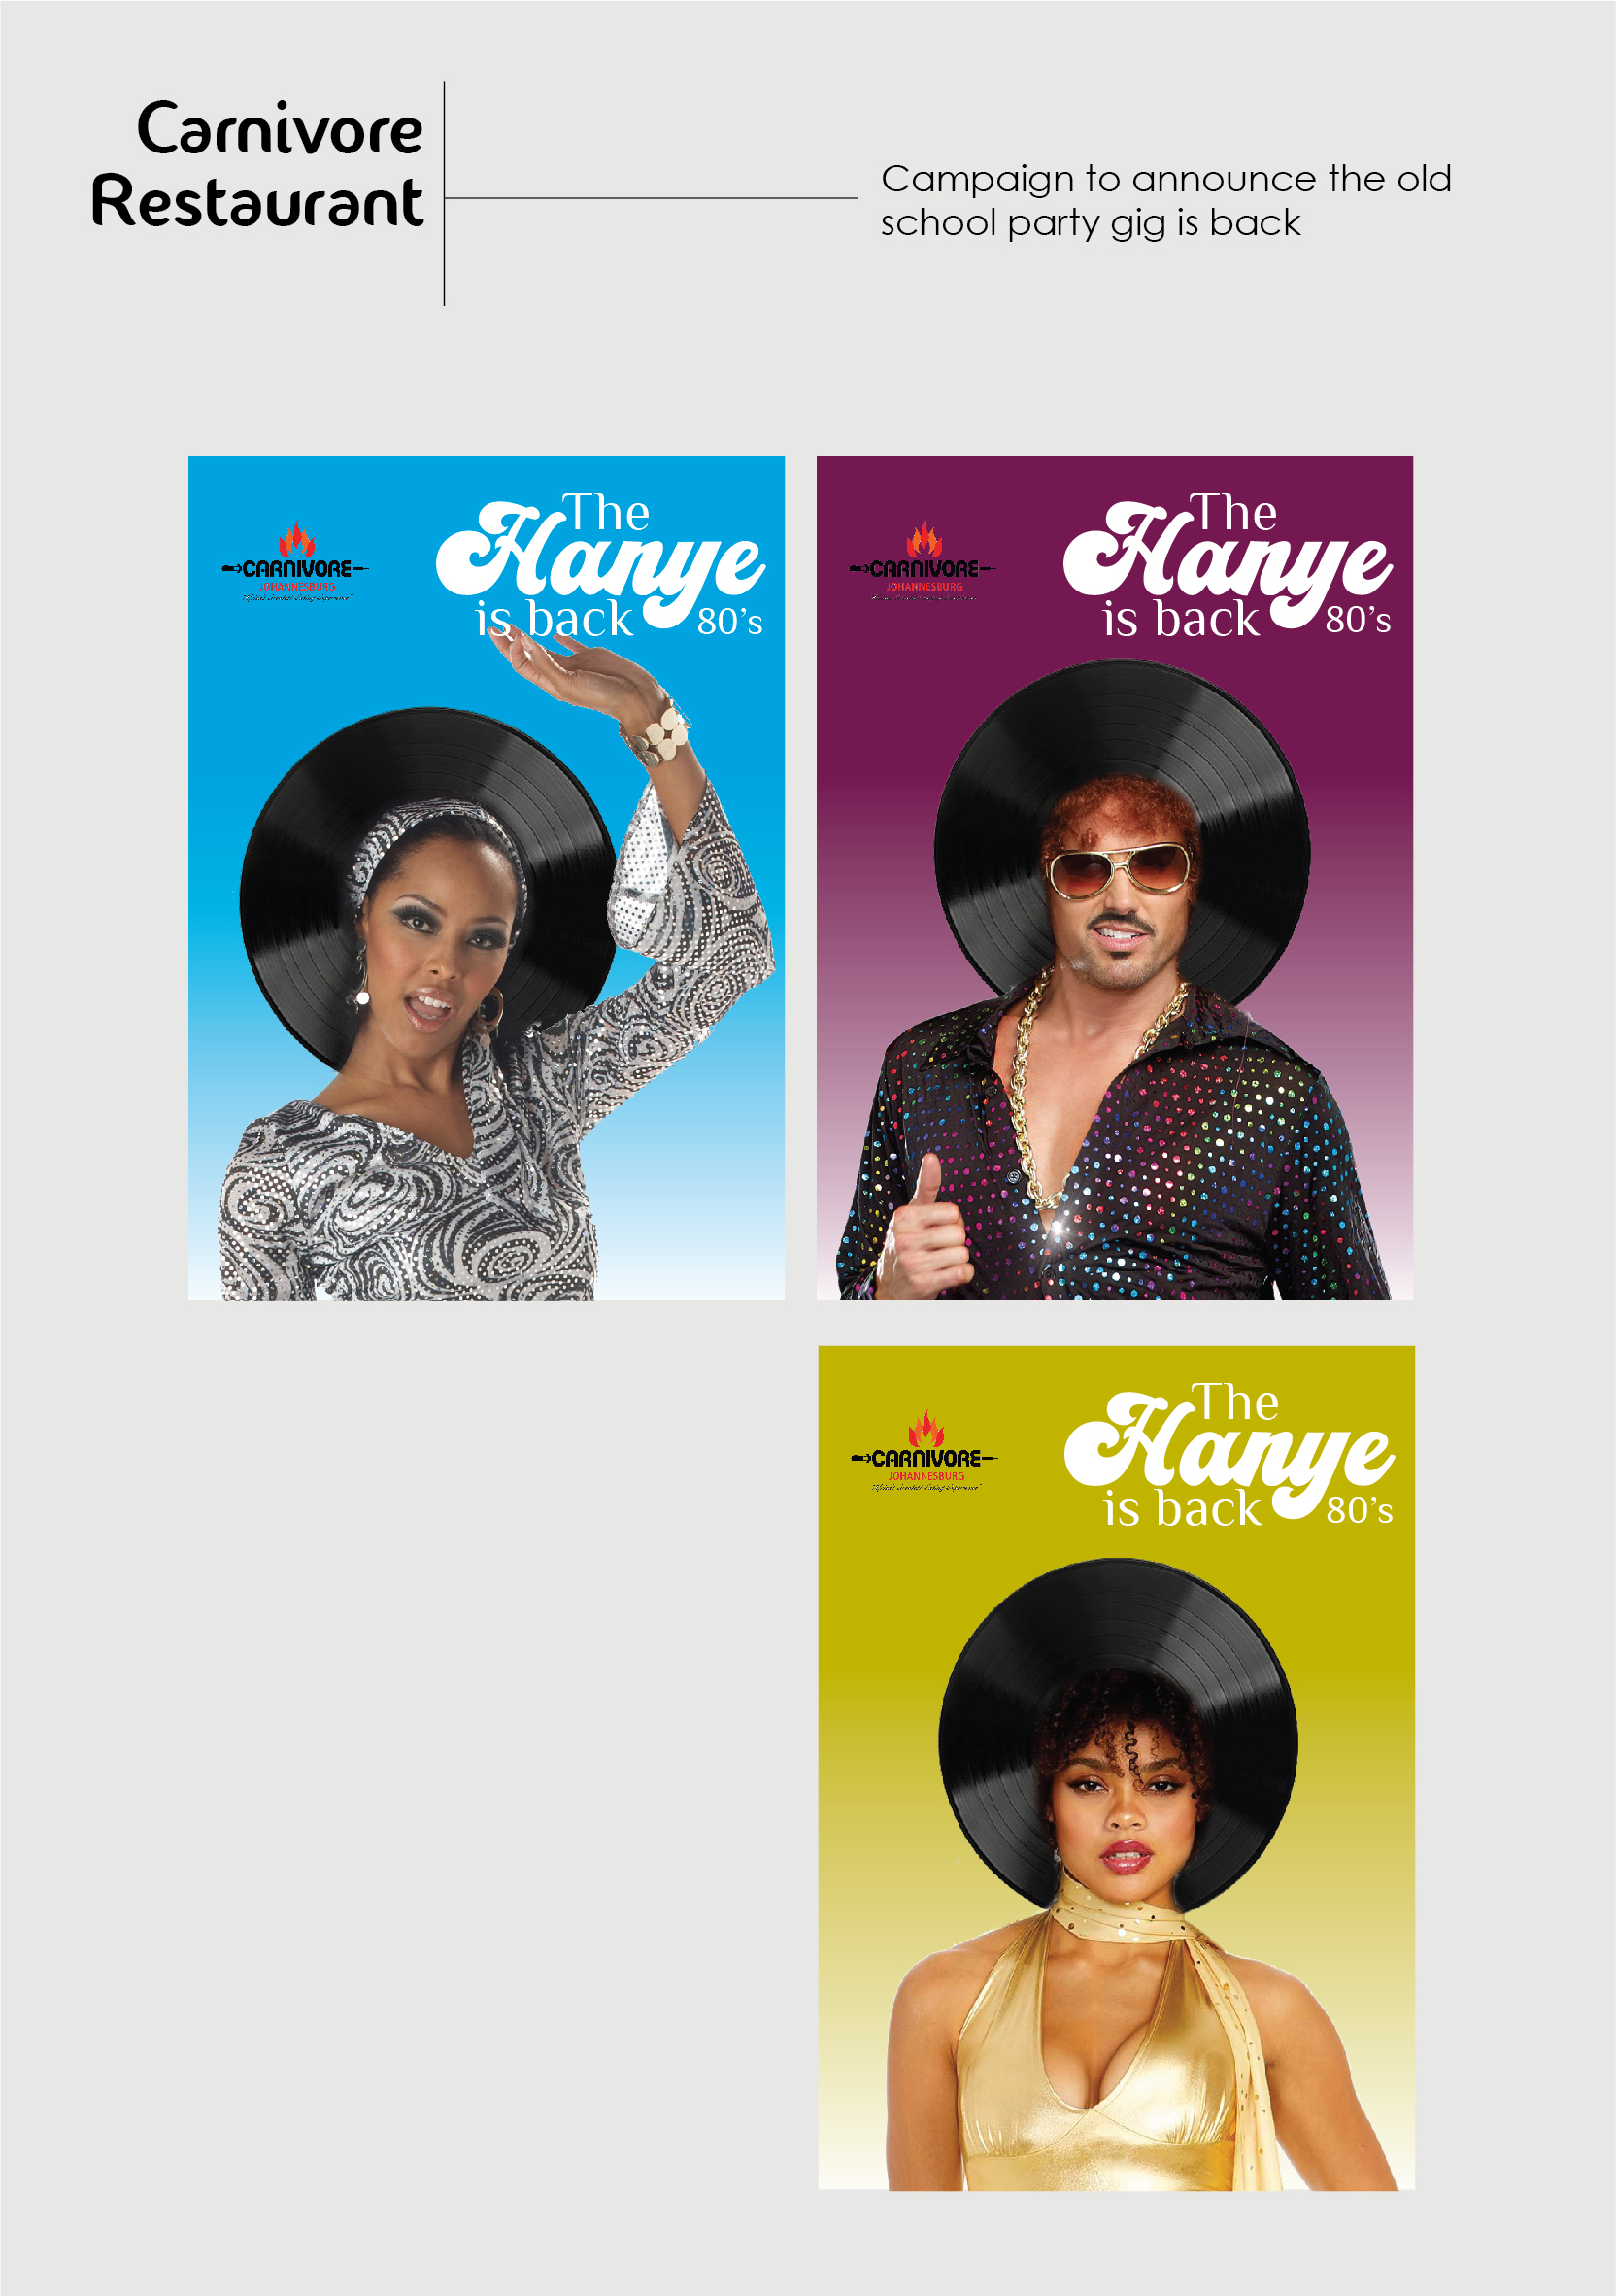 Carnivore
Restaurant
Campaign to announce the old
school party gig is back
CARNIVORE
JOHANNESBURG
The
Hanye
is back 80's
CARNIVORE
JOHANNESBURG
The
Hanye
is back 80's
CARNIVORE
JOHANNESBURG
The
Hanye
is back 80's